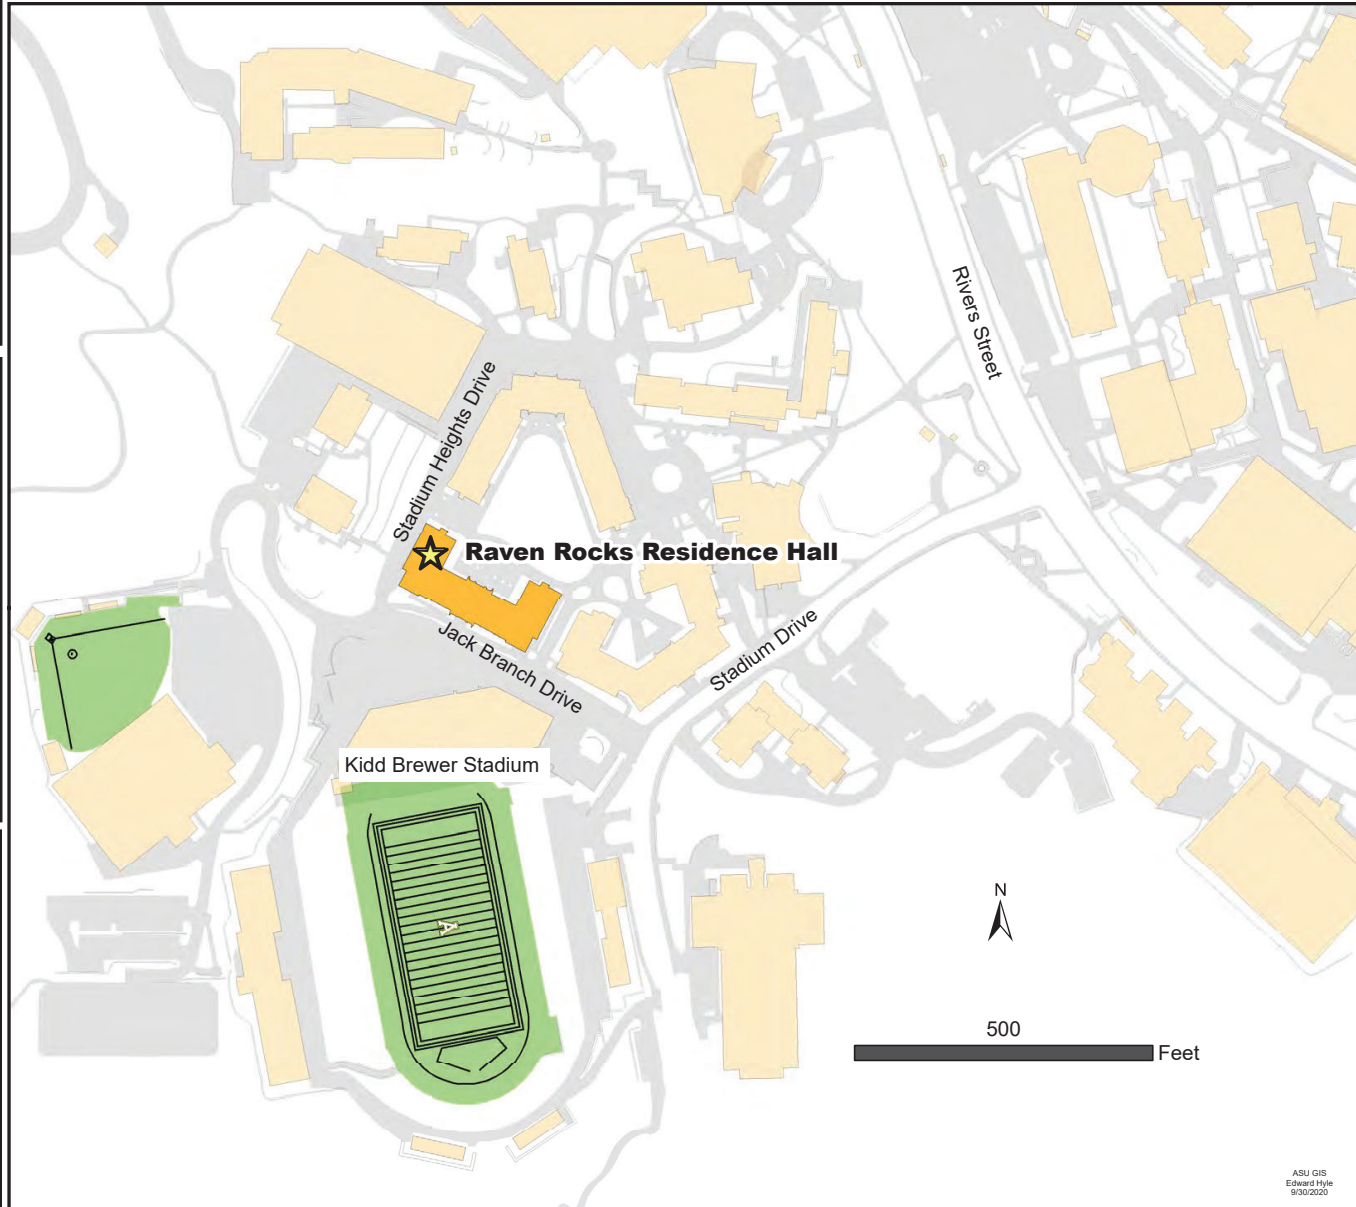 Rivers Street
Stadium Heights Drive
Raven Rocks Residence Hall
Jack Branch Drive
Stadium Drive
Kidd Brewer Stadium
A
N
500
Feet
ASU GIS
Edward Hyle
9/30/2020